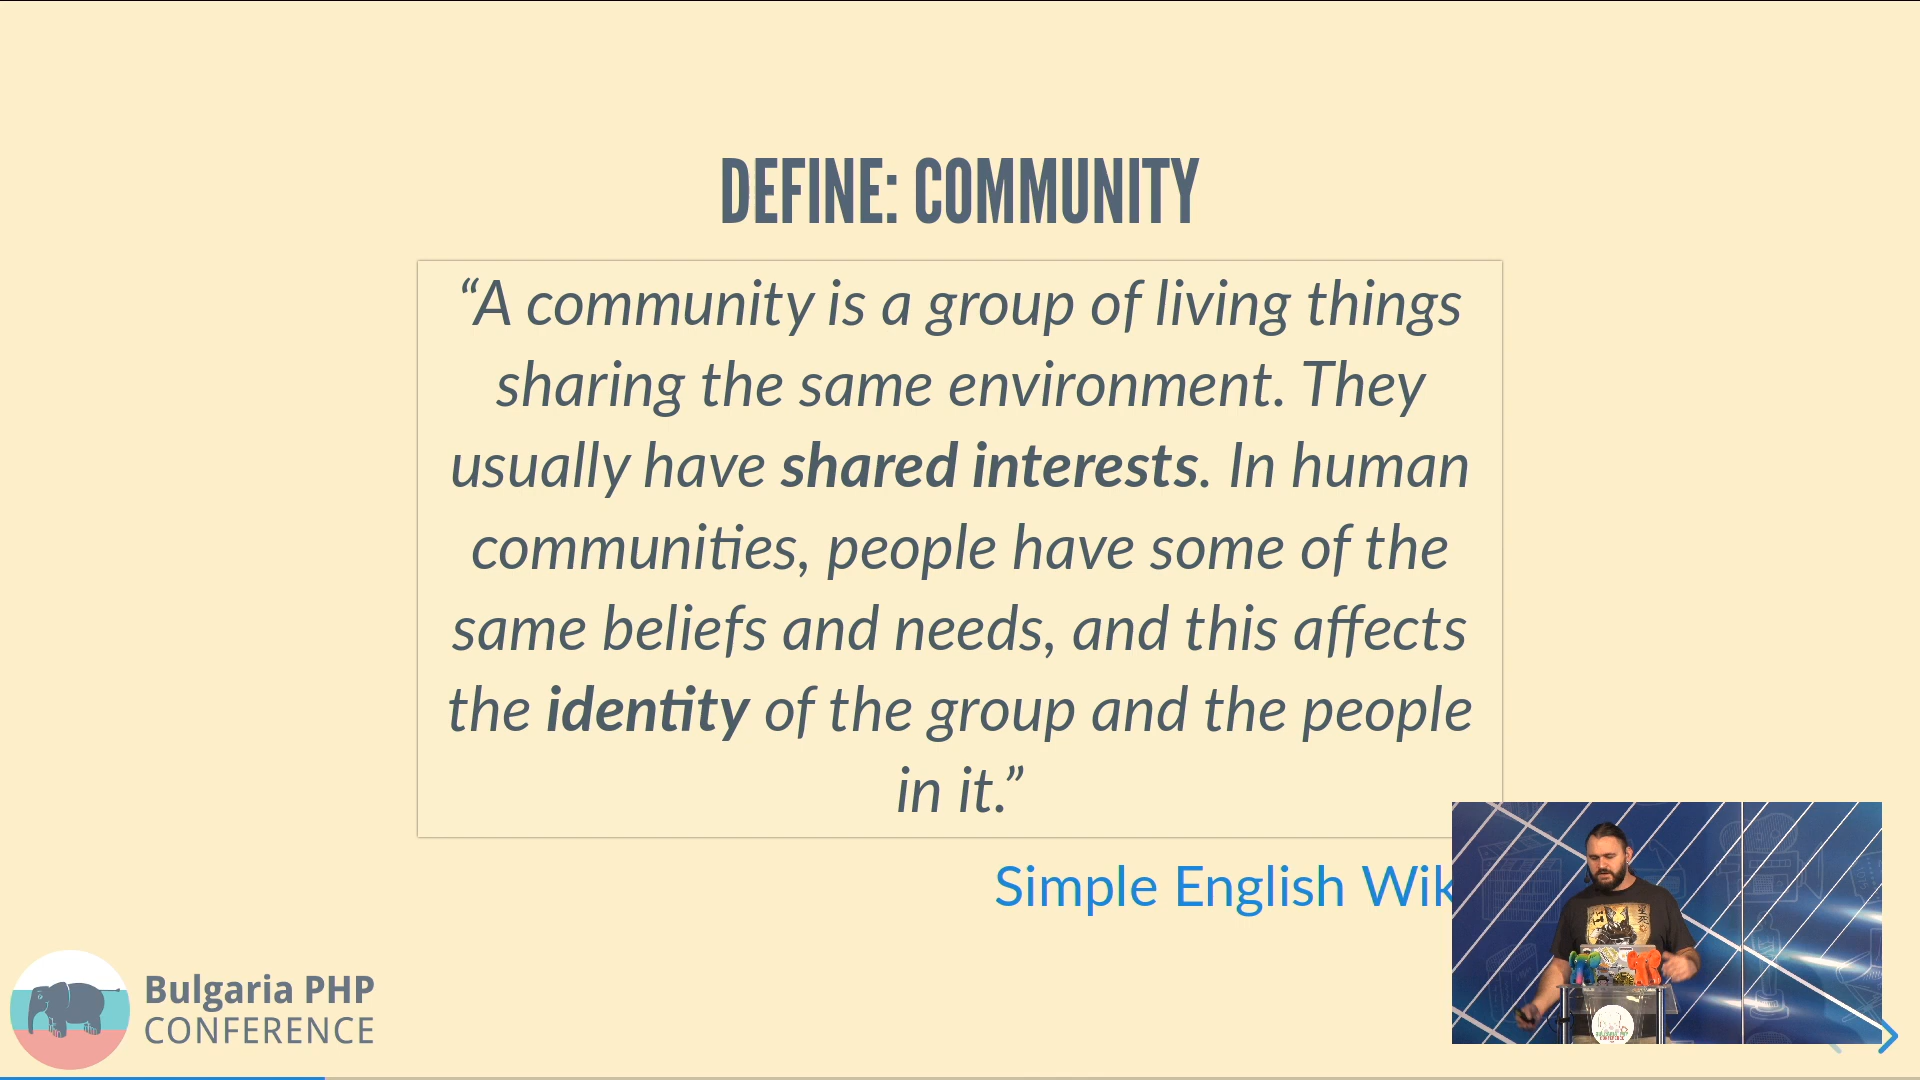 DEFINE: COMMUNITY
“A community is a group of living things
sharing the same environment. They
usually have shared interests. In human
communities, people have some of the
same beliefs and needs, and this affects
the identity of the group and the people
in it.”
Simple English Wik
Bulgaria PHP
CONFERENCE